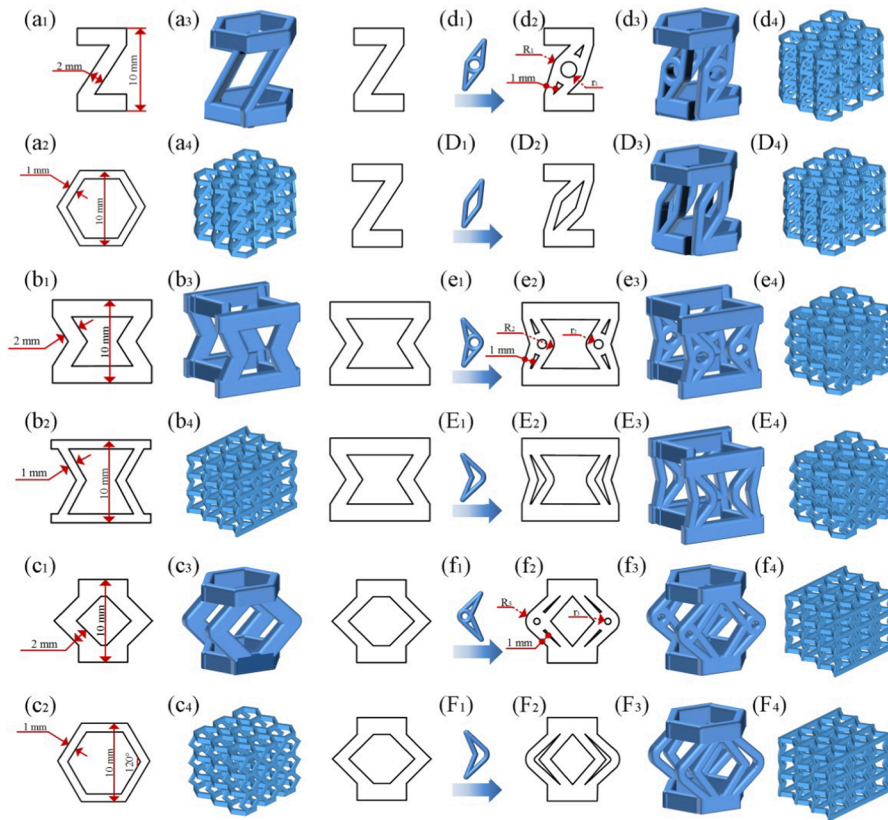 (a1) (a3) (d1) (d2) (d3) (d4)
2 mm 10 mm R1 1 mm r1
(a2) (a4) (D1) (D2) (D3) (D4)
1 mm 10 mm
(b1) (b3) (e1) (e2) (e3) (e4)
2 mm 10 mm R2 r2 1 mm
(b2) (b4) (E1) (E2) (E3) (E4)
1 mm 10 mm
(c1) (c3) (f1) (f2) (f3) (f4)
2 mm 10 mm R3 1 mm
(c2) (c4) (F1) (F2) (F3) (F4)
1 mm 10 mm 120°